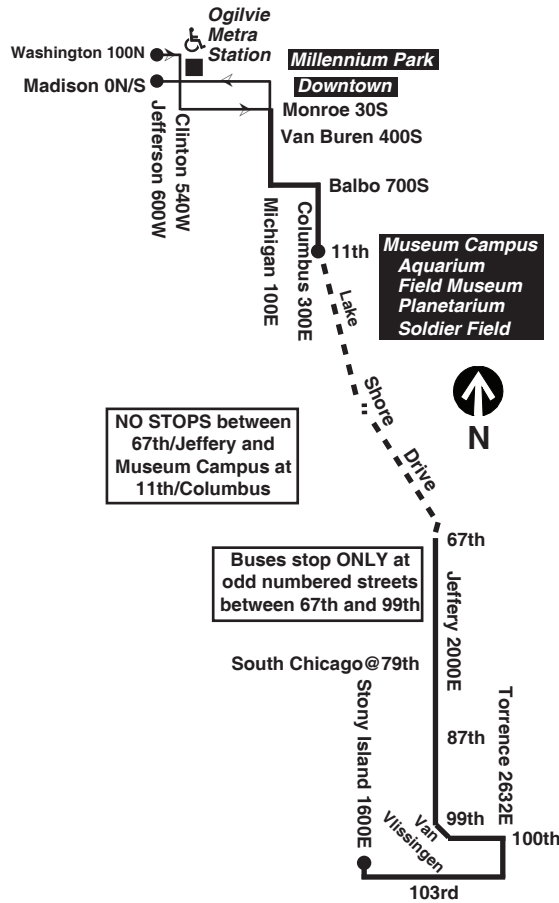 Ogilvie
Metra
Station
Washington 100N
Millennium Park
Madison 0N/S
Downtown
Monroe 30S
Jefferson 600W
Clinton 540W
Van Buren 400S
Balbo 700S
Michigan 100E
Columbus 300E
11th
Museum Campus
Aquarium
Field Museum
Planetarium
Soldier Field
Lake
Shore
Drive
N
NO STOPS between
67th/Jeffery and
Museum Campus at
11th/Columbus
67th
Buses stop ONLY at
odd numbered streets
between 67th and 99th
Jeffery 2000E
South Chicago@79th
Stony Island 1600E
Torrence 2632E
87th
99th
Van
Vlissingen
100th
103rd